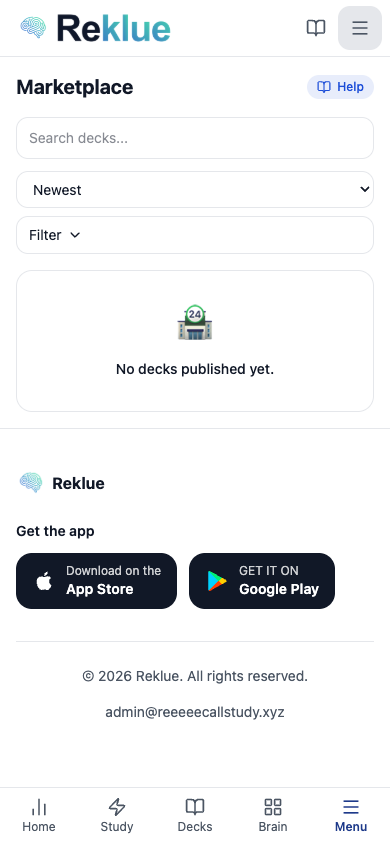 Reklue
Marketplace
Help
Search decks...
Newest
Filter
24
No decks published yet.
Reklue
Get the app
Download on the
App Store
GET IT ON
Google Play
© 2026 Reklue. All rights reserved.
admin@reeeeecallstudy.xyz
Home
Study
Decks
Brain
Menu